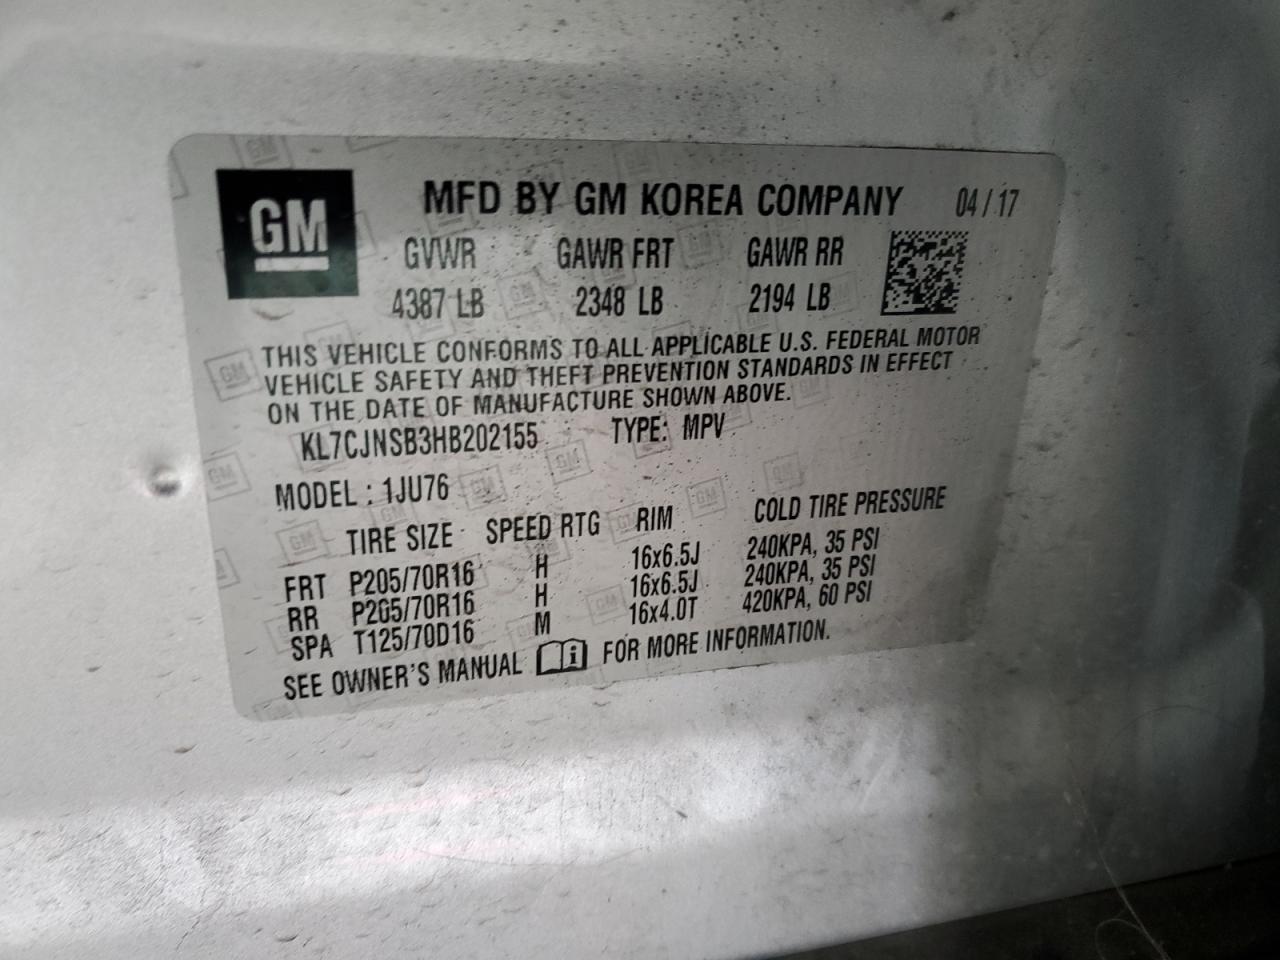 GM
MFD BY GM KOREA COMPANY 04/17
GVWR GAWR FRT GAWR RR
4387 LB 2348 LB 2194 LB
THIS VEHICLE CONFORMS TO ALL APPLICABLE U.S. FEDERAL MOTOR
VEHICLE SAFETY AND THEFT PREVENTION STANDARDS IN EFFECT
ON THE DATE OF MANUFACTURE SHOWN ABOVE.
KL7CJNSB3HB202155 TYPE: MPV
MODEL : 1JU76
TIRE SIZE SPEED RTG RIM COLD TIRE PRESSURE
FRT P205/70R16 H 16x6.5J 240KPA, 35 PSI
RR P205/70R16 H 16x6.5J 240KPA, 35 PSI
SPA T125/70D16 M 16x4.0T 420KPA, 60 PSI
SEE OWNER'S MANUAL i FOR MORE INFORMATION.